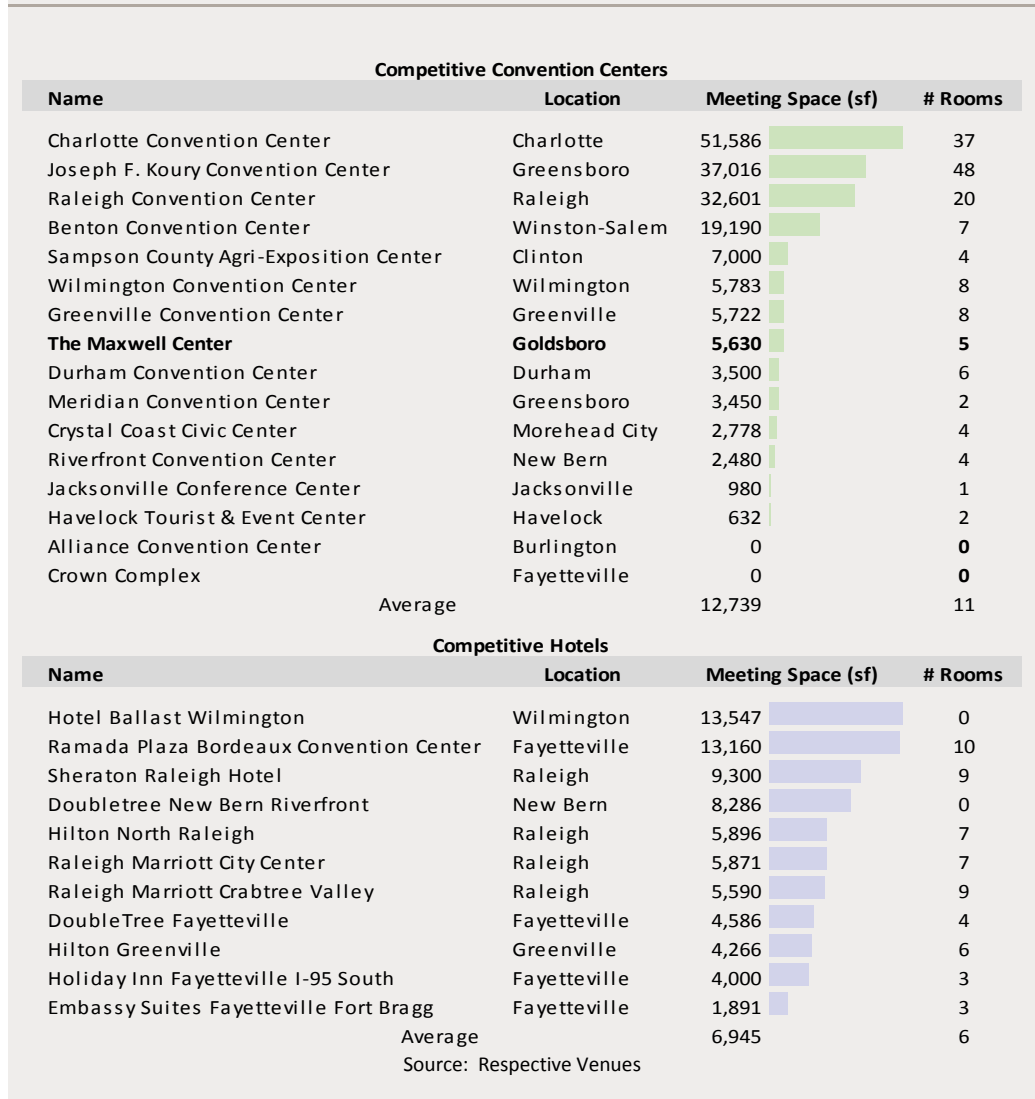 Competitive Convention Centers
Name Location Meeting Space (sf) # Rooms
Charlotte Convention Center Charlotte 51,586 37
Joseph F. Koury Convention Center Greensboro 37,016 48
Raleigh Convention Center Raleigh 32,601 20
Benton Convention Center Winston-Salem 19,190 7
Sampson County Agri-Exposition Center Clinton 7,000 4
Wilmington Convention Center Wilmington 5,783 8
Greenville Convention Center Greenville 5,722 8
The Maxwell Center Goldsboro 5,630 5
Durham Convention Center Durham 3,500 6
Meridian Convention Center Greensboro 3,450 2
Crystal Coast Civic Center Morehead City 2,778 4
Riverfront Convention Center New Bern 2,480 4
Jacksonville Conference Center Jacksonville 980 1
Havelock Tourist & Event Center Havelock 632 2
Alliance Convention Center Burlington 0 0
Crown Complex Fayetteville 0 0
Average 12,739 11
Competitive Hotels
Name Location Meeting Space (sf) # Rooms
Hotel Ballast Wilmington Wilmington 13,547 0
Ramada Plaza Bordeaux Convention Center Fayetteville 13,160 10
Sheraton Raleigh Hotel Raleigh 9,300 9
Doubletree New Bern Riverfront New Bern 8,286 0
Hilton North Raleigh Raleigh 5,896 7
Raleigh Marriott City Center Raleigh 5,871 7
Raleigh Marriott Crabtree Valley Raleigh 5,590 9
DoubleTree Fayetteville Fayetteville 4,586 4
Hilton Greenville Greenville 4,266 6
Holiday Inn Fayetteville I-95 South Fayetteville 4,000 3
Embassy Suites Fayetteville Fort Bragg Fayetteville 1,891 3
Average 6,945 6
Source: Respective Venues